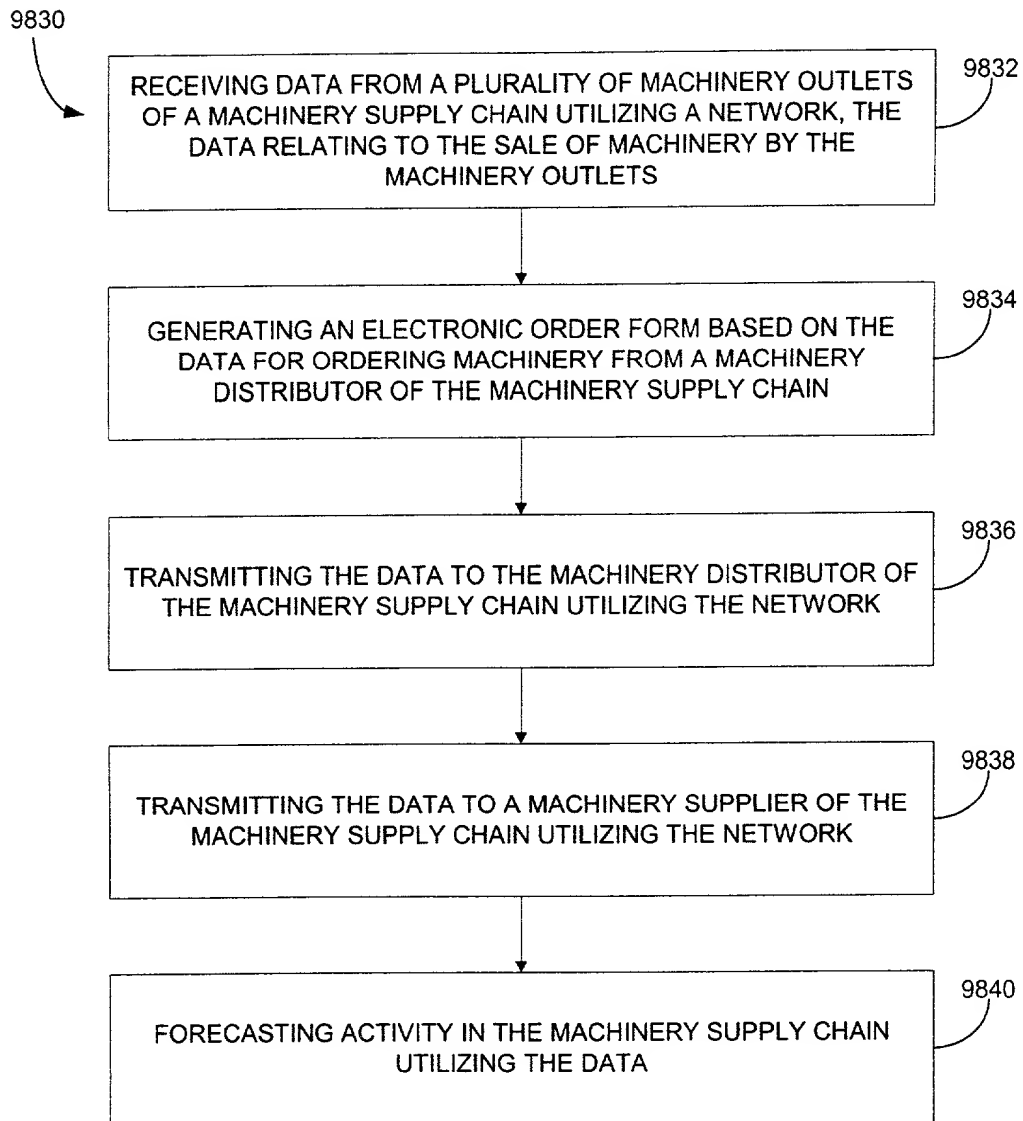 9830
RECEIVING DATA FROM A PLURALITY OF MACHINERY OUTLETS
OF A MACHINERY SUPPLY CHAIN UTILIZING A NETWORK, THE
DATA RELATING TO THE SALE OF MACHINERY BY THE
MACHINERY OUTLETS
9832
GENERATING AN ELECTRONIC ORDER FORM BASED ON THE
DATA FOR ORDERING MACHINERY FROM A MACHINERY
DISTRIBUTOR OF THE MACHINERY SUPPLY CHAIN
9834
TRANSMITTING THE DATA TO THE MACHINERY DISTRIBUTOR OF
THE MACHINERY SUPPLY CHAIN UTILIZING THE NETWORK
9836
TRANSMITTING THE DATA TO A MACHINERY SUPPLIER OF THE
MACHINERY SUPPLY CHAIN UTILIZING THE NETWORK
9838
FORECASTING ACTIVITY IN THE MACHINERY SUPPLY CHAIN
UTILIZING THE DATA
9840